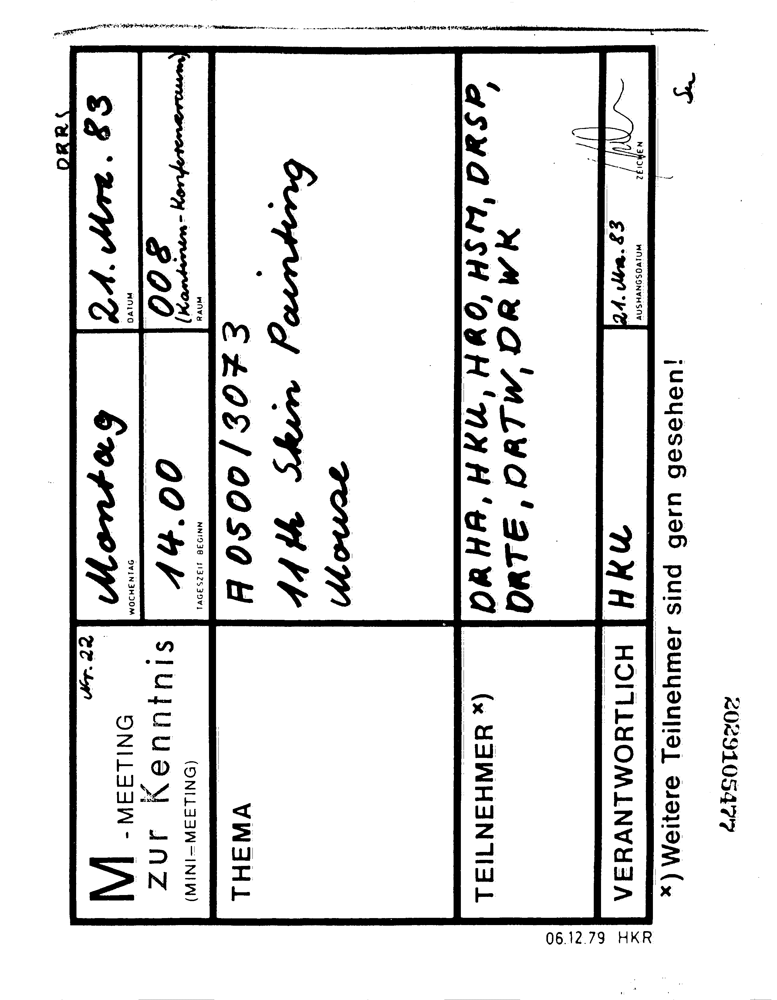 DRRS
Nr. 22
M - MEETING
zur Kenntnis
(MINI=MEETING)
Montag
WOCHENTAG
21. Mrz. 83
DATUM
14.00
TAGESZEIT BEGINN
008
(Kantinen-Konferenzraum)
RAUM
THEMA
A 0500 / 3073
11th Skin Painting
Mouse
TEILNEHMER *)
DRHA, HKU, HRO, HSM, DRSP,
DRTE, DRTW, DRWK
VERANTWORTLICH
HKU
21. Mrz. 83
AUSHANGSDATUM
ZEICHEN
*) Weitere Teilnehmer sind gern gesehen!
06.12.79 HKR
2029105477